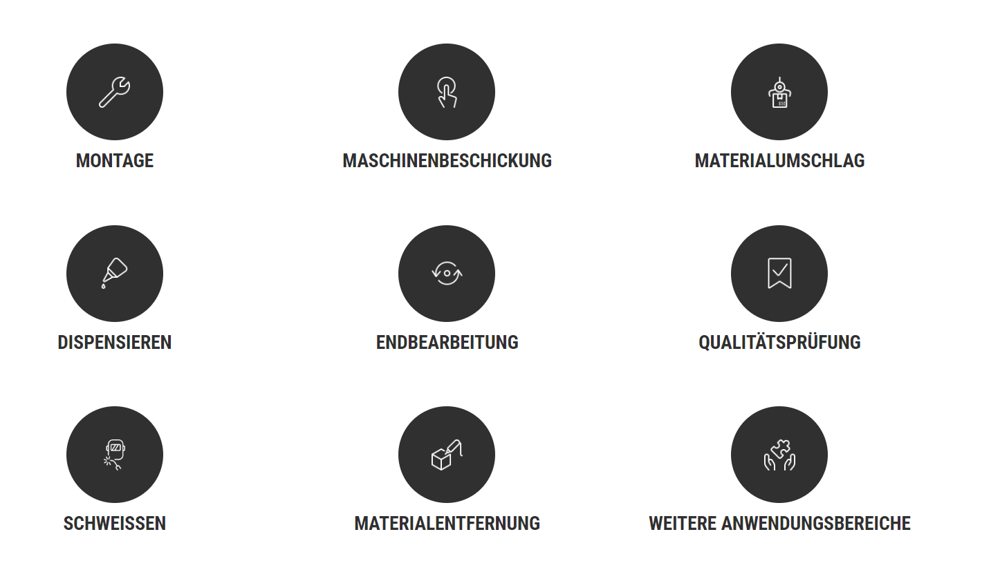 MONTAGE
MASCHINENBESCHICKUNG
MATERIALUMSCHLAG
DISPENSIEREN
ENDBEARBEITUNG
QUALITÄTSPRÜFUNG
SCHWEISSEN
MATERIALENTFERNUNG
WEITERE ANWENDUNGSBEREICHE